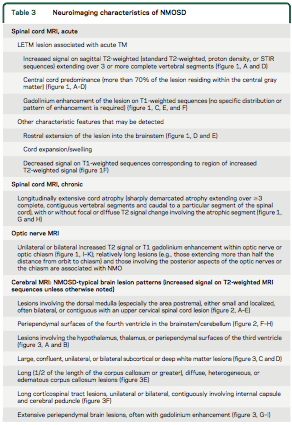 Table 3 Neuroimaging characteristics of NMOSD
Spinal cord MRI, acute
LETM lesion associated with acute TM
Increased signal on sagittal T2-weighted (standard T2-weighted, proton density, or STIR
sequences) extending over 3 or more complete vertebral segments (figure 1, A and D)
Central cord predominance (more than 70% of the lesion residing within the central gray
matter) (figure 1, A-D)
Gadolinium enhancement of the lesion on T1-weighted sequences (no specific distribution or
pattern of enhancement is required) (figure 1, C, E, and F)
Other characteristic features that may be detected
Rostral extension of the lesion into the brainstem (figure 1, D and E)
Cord expansion/swelling
Decreased signal on T1-weighted sequences corresponding to region of increased
T2-weighted signal (figure 1F)
Spinal cord MRI, chronic
Longitudinally extensive cord atrophy (sharply demarcated atrophy extending over ≥3
complete, contiguous vertebral segments and caudal to a particular segment of the spinal
cord), with or without focal or diffuse T2 signal change involving the atrophic segment (figure 1,
G and H)
Optic nerve MRI
Unilateral or bilateral increased T2 signal or T1 gadolinium enhancement within optic nerve
or optic chiasm (figure 1, I-K); relatively long lesions (e.g., those extending more than half the
distance from orbit to chiasm) and those involving the posterior aspects of the optic nerves or
the chiasm are associated with NMO
Cerebral MRI: NMOSD-typical brain lesion patterns (increased signal on T2-weighted MRI
sequences unless otherwise noted)
Lesions involving the dorsal medulla (especially the area postrema), either small and localized,
often bilateral, or contiguous with an upper cervical spinal cord lesion (figure 2, A-E)
Periependymal surfaces of the fourth ventricle in the brainstem/cerebellum (figure 2, F-H)
Lesions involving the hypothalamus, thalamus, or periependymal surfaces of the third ventricle
(figure 3, A and B)
Large, confluent, unilateral or bilateral subcortical or deep white matter lesions (figure 3, C and D)
Long (1/2 of the length of the corpus callosum or greater), diffuse, heterogeneous, or
edematous corpus callosum lesions (figure 3E)
Long corticospinal tract lesions, unilateral or bilateral, contiguously involving internal capsule
and cerebral peduncle (figure 3F)
Extensive periependymal brain lesions, often with gadolinium enhancement (figure 3, G-I)